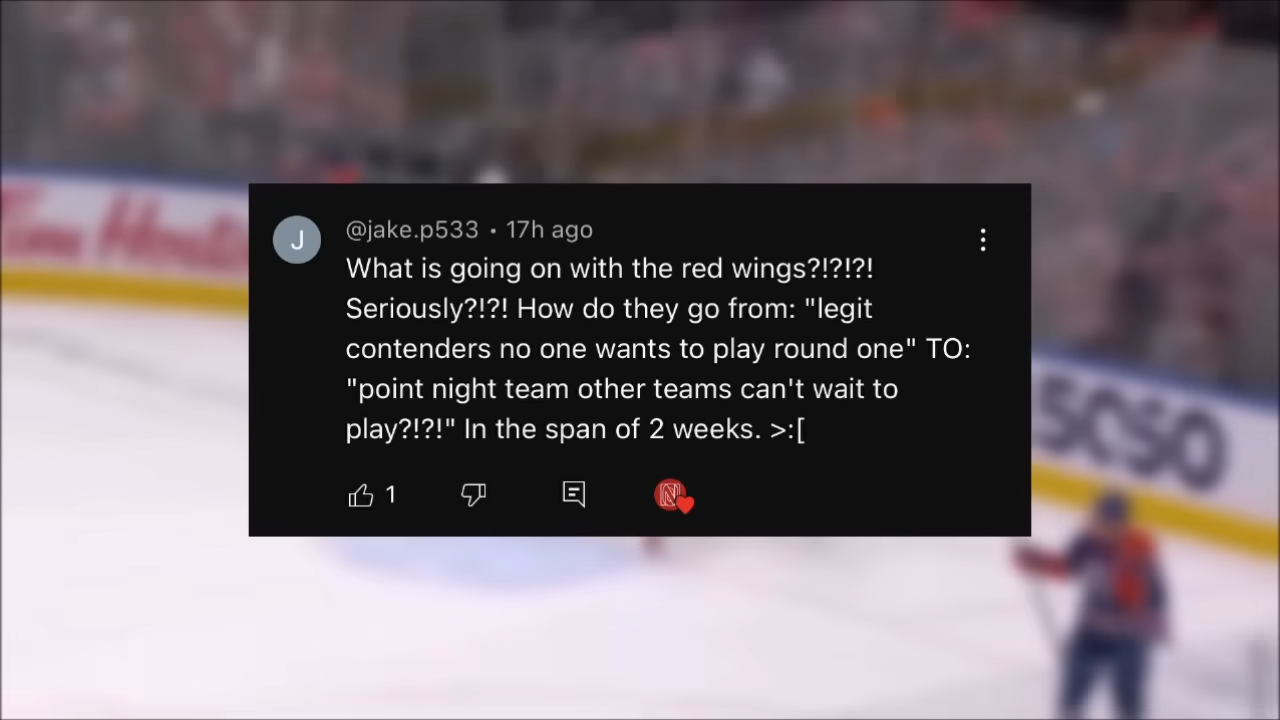 @jake.p533 • 17h ago
What is going on with the red wings?!?!?!
Seriously?!?! How do they go from: "legit
contenders no one wants to play round one" TO:
"point night team other teams can't wait to
play?!?!" In the span of 2 weeks. >:[
1
J
Tim Hortons
N